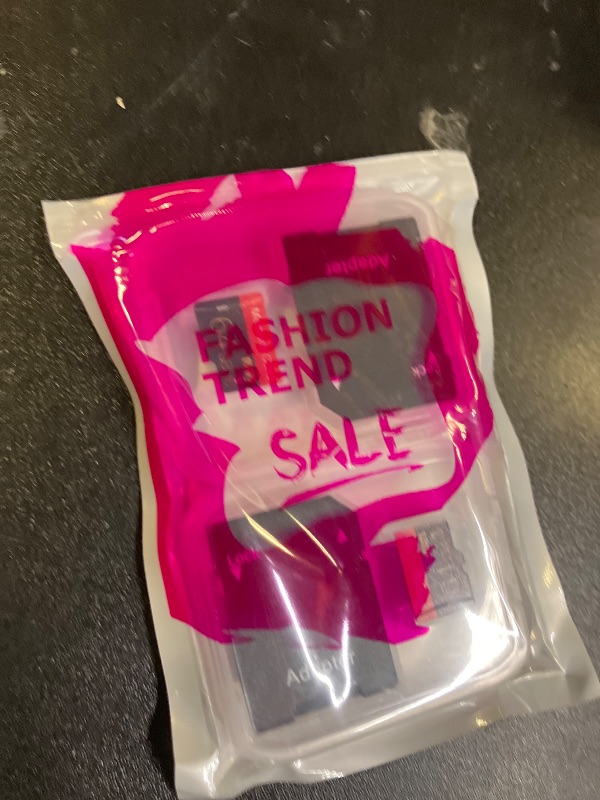 Adapter
FASHION
TREND
SALE
Adapter